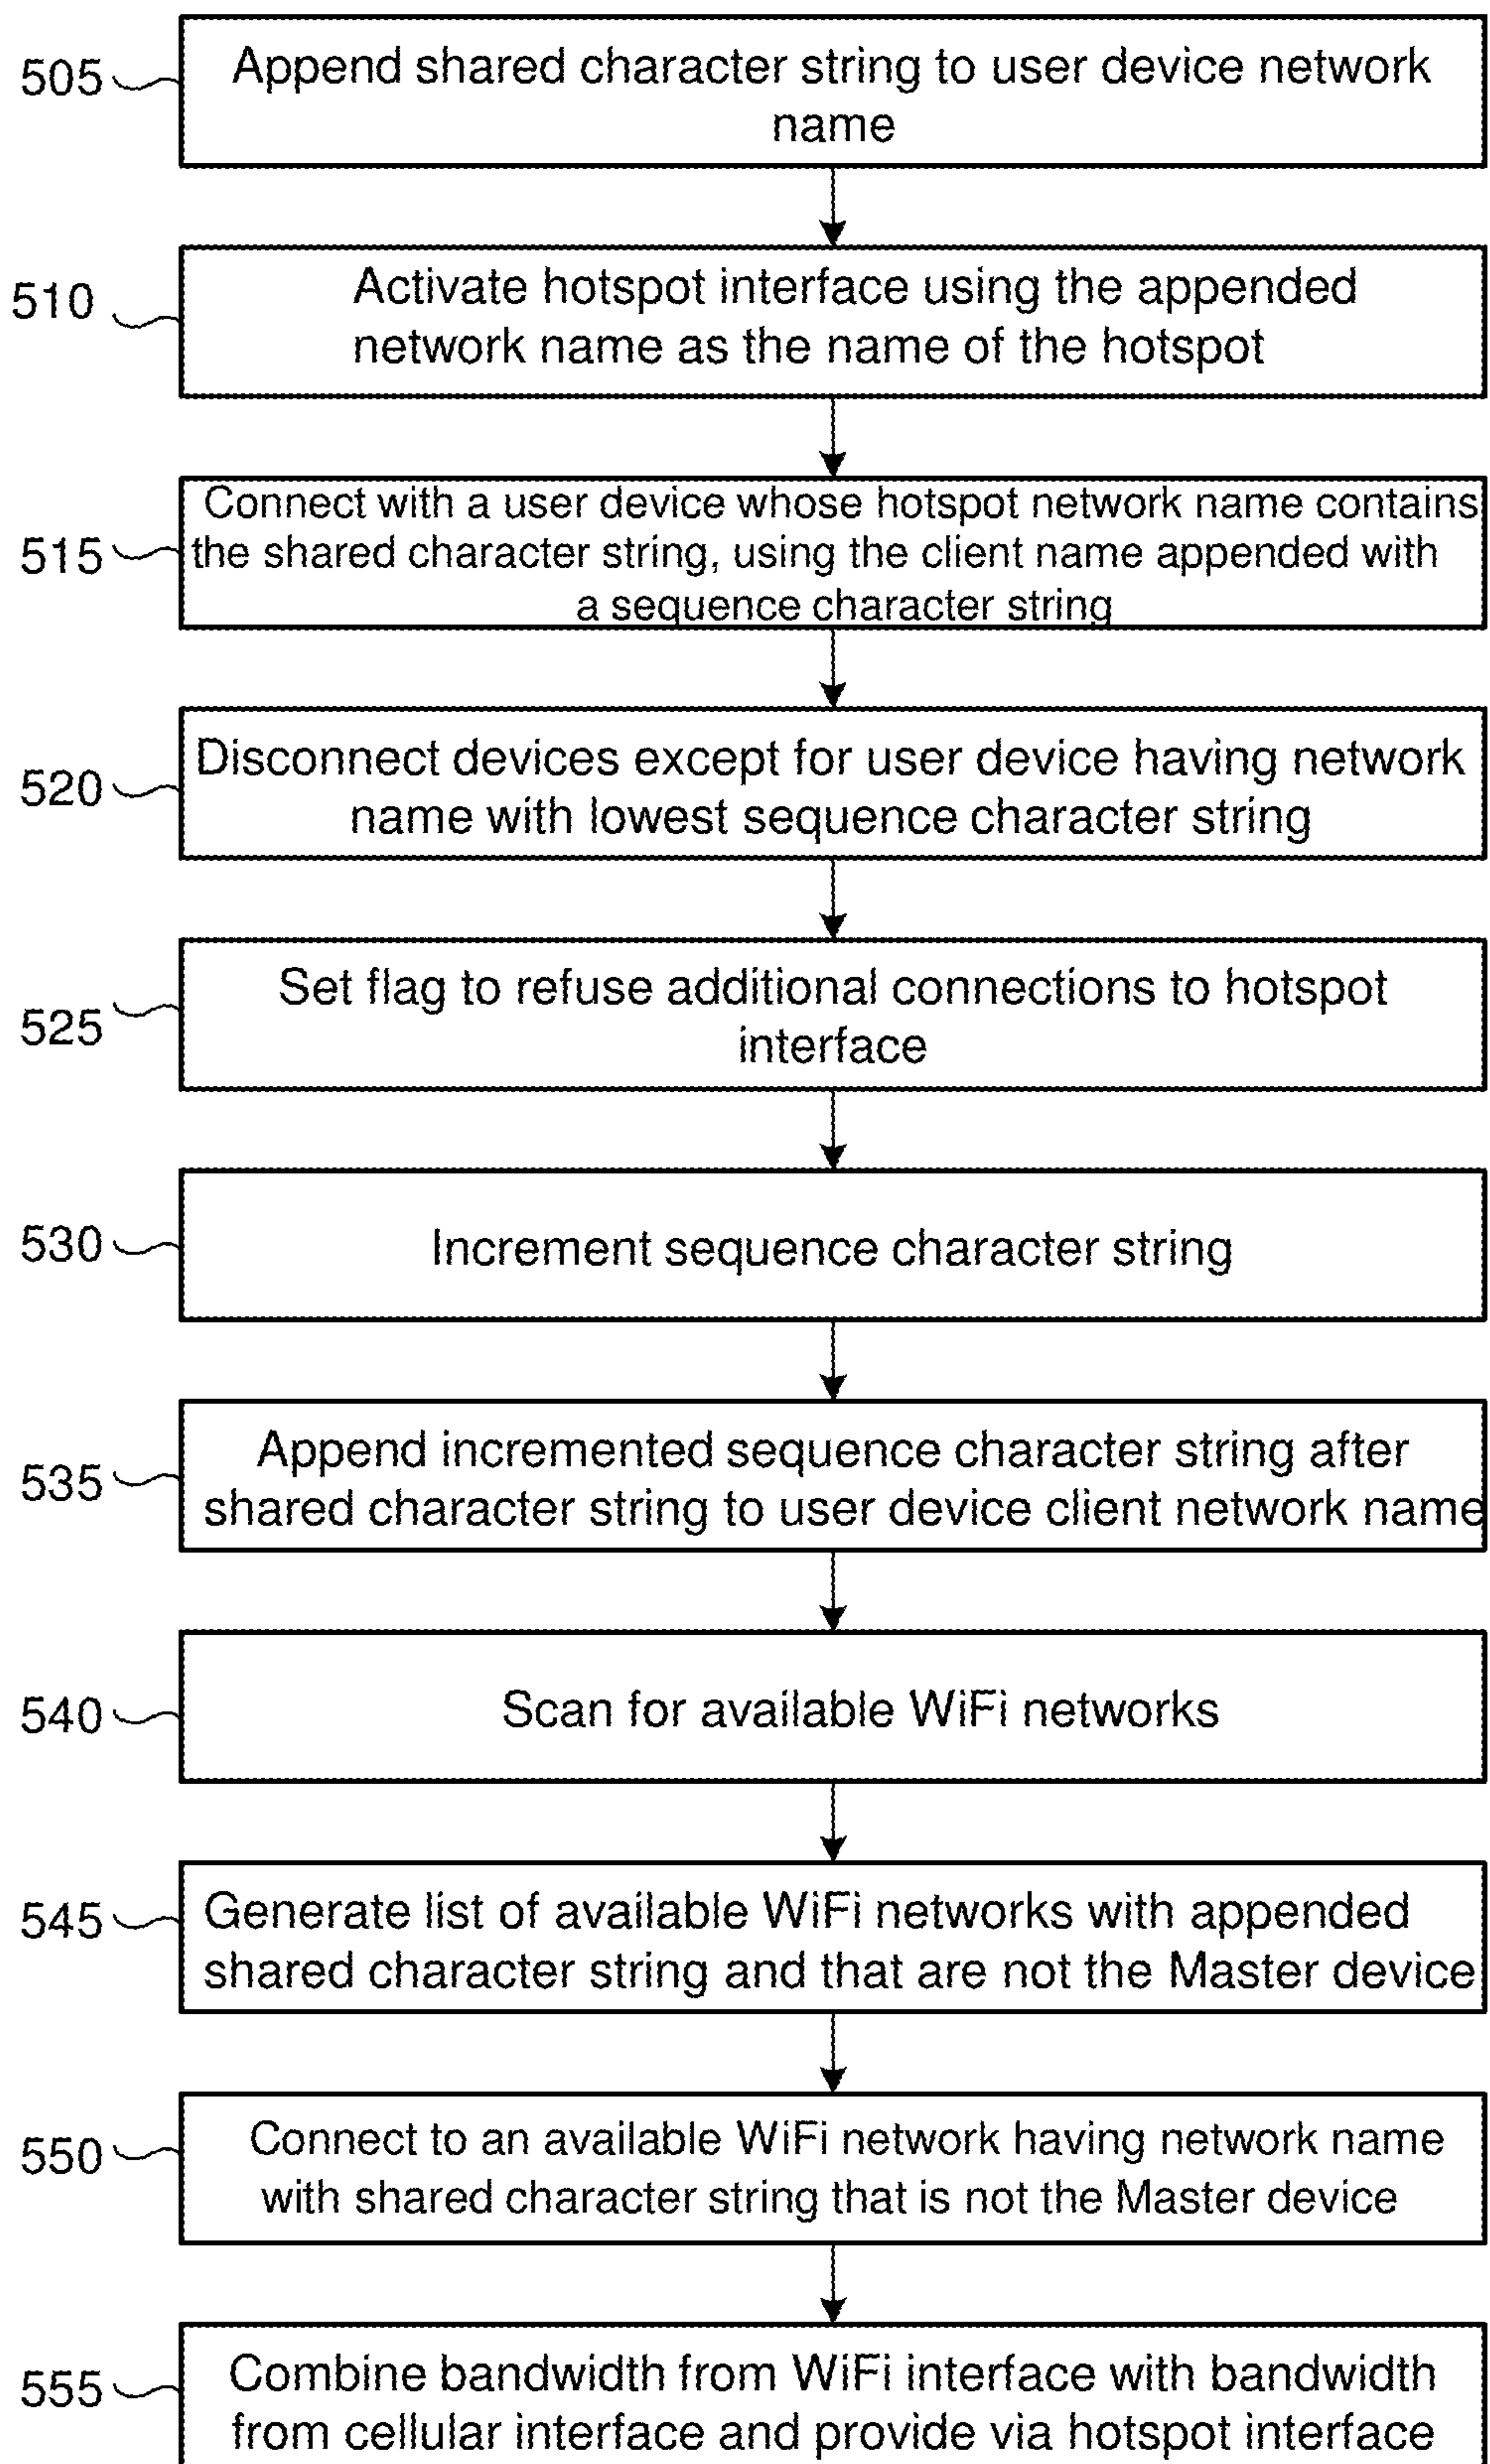 505
Append shared character string to user device network
name
510
Activate hotspot interface using the appended
network name as the name of the hotspot
515
Connect with a user device whose hotspot network name contains
the shared character string, using the client name appended with
a sequence character string
520
Disconnect devices except for user device having network
name with lowest sequence character string
525
Set flag to refuse additional connections to hotspot
interface
530
Increment sequence character string
535
Append incremented sequence character string after
shared character string to user device client network name
540
Scan for available WiFi networks
545
Generate list of available WiFi networks with appended
shared character string and that are not the Master device
550
Connect to an available WiFi network having network name
with shared character string that is not the Master device
555
Combine bandwidth from WiFi interface with bandwidth
from cellular interface and provide via hotspot interface